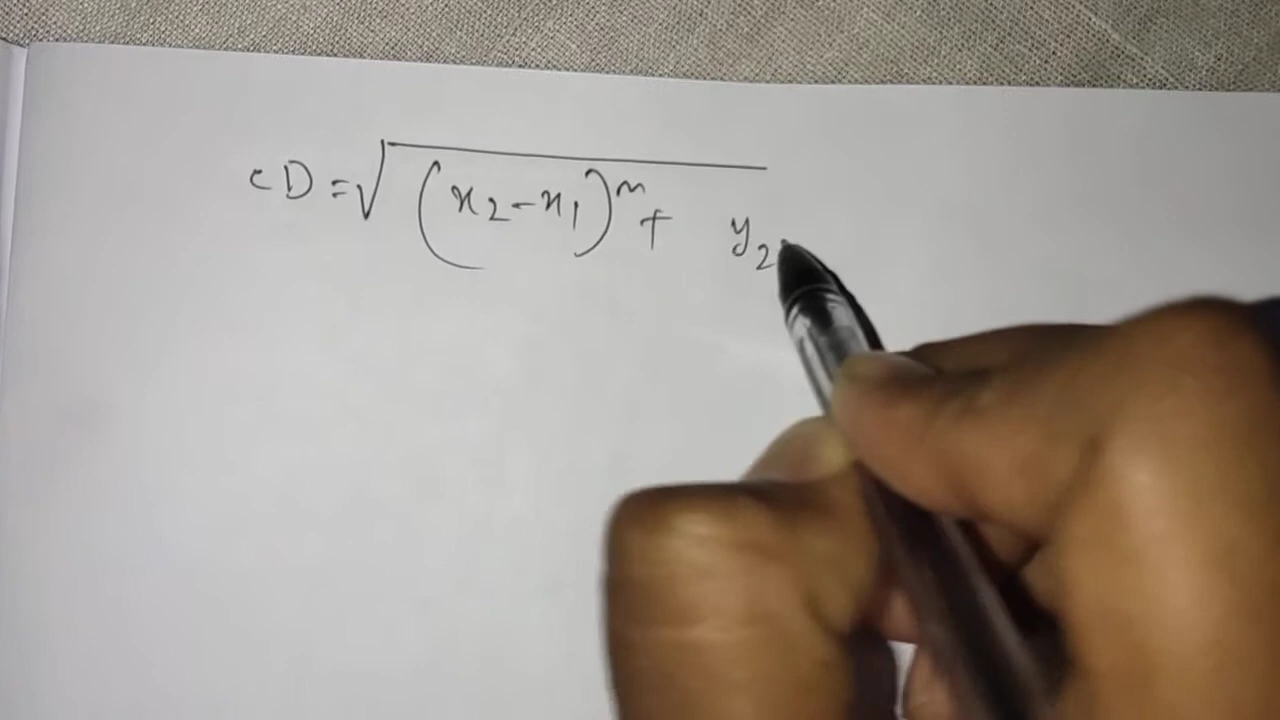 CD = √(x₂-x₁)² + y₂